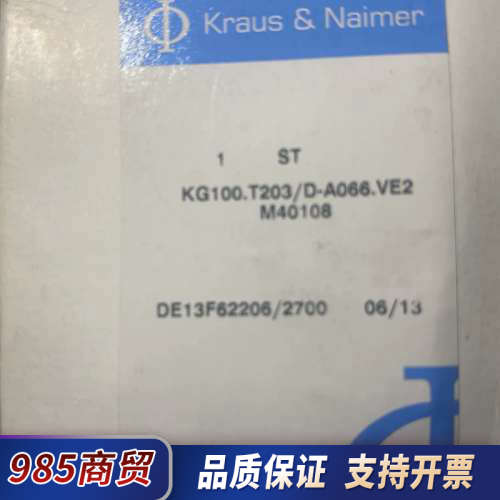 Kraus & Naimer
1 ST
KG100.T203/D-A066.VE2
M40108
DE13F62206/2700 06/13
985商贸 品质保证 支持开票